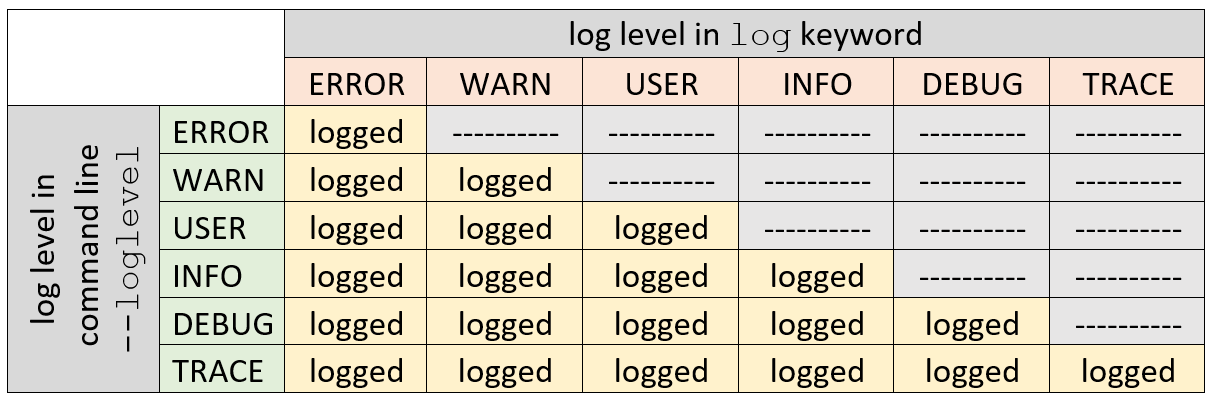 log level in log keyword
ERROR WARN USER INFO DEBUG TRACE
log level in
command line
--loglevel
ERROR logged ---------- ---------- ---------- ---------- ----------
WARN logged logged ---------- ---------- ---------- ----------
USER logged logged logged ---------- ---------- ----------
INFO logged logged logged logged ---------- ----------
DEBUG logged logged logged logged logged ----------
TRACE logged logged logged logged logged logged